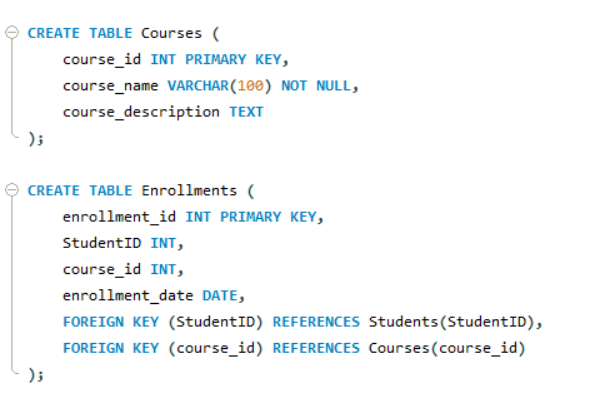 CREATE TABLE Courses (
    course_id INT PRIMARY KEY,
    course_name VARCHAR(100) NOT NULL,
    course_description TEXT
);

CREATE TABLE Enrollments (
    enrollment_id INT PRIMARY KEY,
    StudentID INT,
    course_id INT,
    enrollment_date DATE,
    FOREIGN KEY (StudentID) REFERENCES Students(StudentID),
    FOREIGN KEY (course_id) REFERENCES Courses(course_id)
);